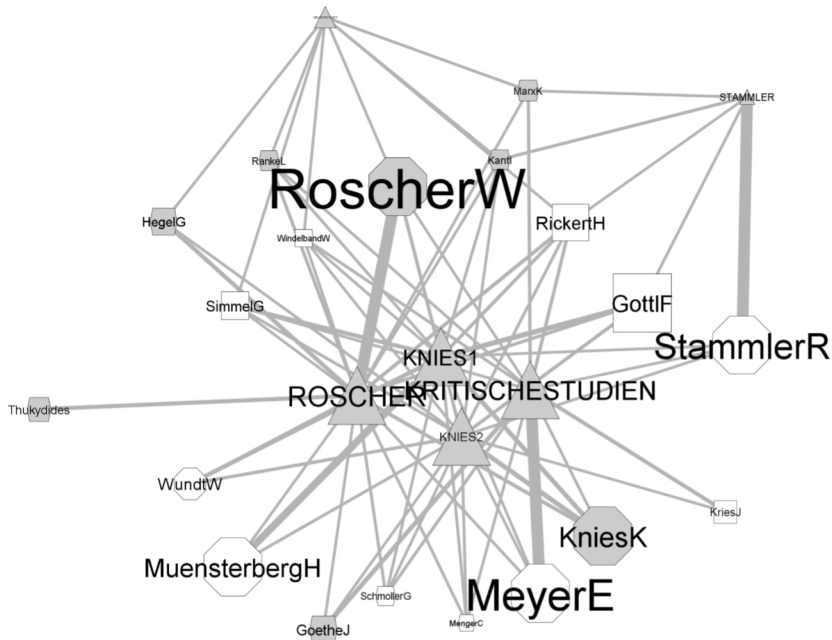 MarxK
STAMMLER
RankeL
KantI
RoscherW
HegelG
RickertH
WindelbandW
SimmelG
GottlF
StammlerR
KNIES1
ROSCHER
KRITISCHESTUDIEN
Thukydides
KNIES2
WundtW
KriesJ
KniesK
MuensterbergH
SchmollerG
MeyerE
MengerC
GoetheJ